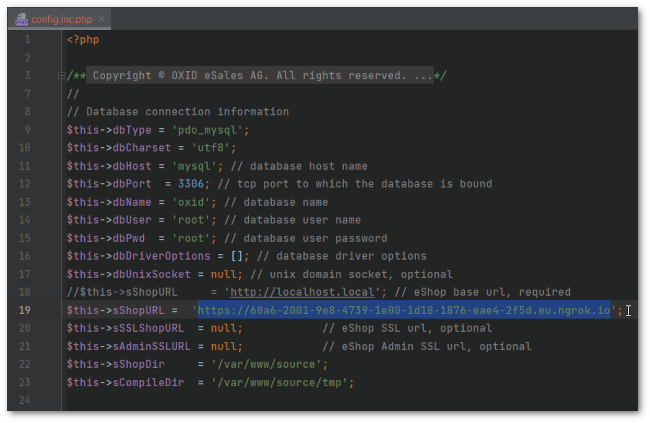 config.inc.php
1 <?php
2
3 /** Copyright © OXID eSales AG. All rights reserved. ...*/
7 //
8 // Database connection information
9 $this->dbType = 'pdo_mysql';
10 $this->dbCharset = 'utf8';
11 $this->dbHost = 'mysql'; // database host name
12 $this->dbPort  = 3306; // tcp port to which the database is bound
13 $this->dbName = 'oxid'; // database name
14 $this->dbUser = 'root'; // database user name
15 $this->dbPwd  = 'root'; // database user password
16 $this->dbDriverOptions = []; // database driver options
17 $this->dbUnixSocket = null; // unix domain socket, optional
18 //$this->sShopURL     = 'http://localhost.local'; // eShop base url, required
19 $this->sShopURL =  'https://60a6-2001-9e8-4739-1e00-1d18-1876-eae4-2f5d.eu.ngrok.io';
20 $this->sSSLShopURL  = null;            // eShop SSL url, optional
21 $this->sAdminSSLURL = null;            // eShop Admin SSL url, optional
22 $this->sShopDir     = '/var/www/source';
23 $this->sCompileDir  = '/var/www/source/tmp';
24